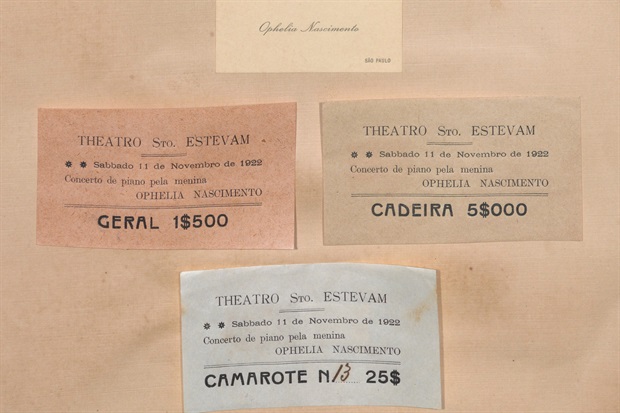 Ophelia Nascimento
SÃO PAULO
THEATRO Sto. ESTEVAM
Sabbado 11 de Novembro de 1922
Concerto de piano pela menina
OPHELIA NASCIMENTO
GERAL 1$500
THEATRO Sto. ESTEVAM
Sabbado 11 de Novembro de 1922
Concerto de piano pela menina
OPHELIA NASCIMENTO
CADEIRA 5$000
THEATRO Sto. ESTEVAM
Sabbado 11 de Novembro de 1922
Concerto de piano pela menina
OPHELIA NASCIMENTO
CAMAROTE N 13 25$